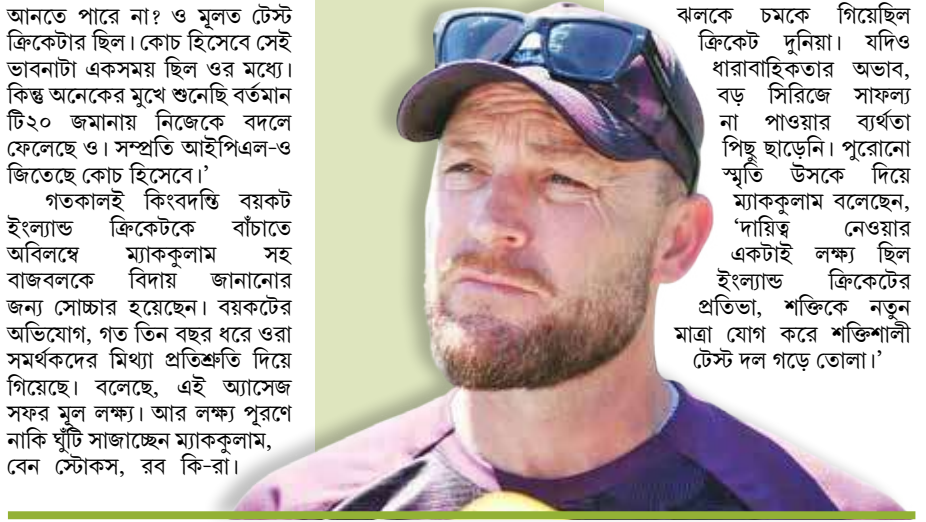 আনতে পারে না? ও মূলত টেস্ট
ক্রিকেটার ছিল। কোচ হিসেবে সেই
ভাবনাটা একসময় ছিল ওর মধ্যে।
কিন্তু অনেকের মুখে শুনেছি বর্তমান
টি২০ জমানায় নিজেকে বদলে
ফেলেছে ও। সম্প্রতি আইপিএল-ও
জিতেছে কোচ হিসেবে।’
গতকালই কিংবদন্তি বয়কট
ইংল্যান্ড ক্রিকেটকে বাঁচাতে
অবিলম্বে ম্যাককুলাম সহ
বাজবলকে বিদায় জানানোর
জন্য সোচ্চার হয়েছেন। বয়কটের
অভিযোগ, গত তিন বছর ধরে ওরা
সমর্থকদের মিথ্যা প্রতিশ্রুতি দিয়ে
গিয়েছে। বলেছে, এই অ্যাসেজ
সফর মূল লক্ষ্য। আর লক্ষ্য পূরণে
নাকি ঘুঁটি সাজাচ্ছেন ম্যাককুলাম,
বেন স্টোকস, রব কি-রা।
ঝলকে চমকে গিয়েছিল
ক্রিকেট দুনিয়া। যদিও
ধারাবাহিকতার অভাব,
বড় সিরিজে সাফল্য
না পাওয়ার ব্যর্থতা
পিছু ছাড়েনি। পুরোনো
স্মৃতি উসকে দিয়ে
ম্যাককুলাম বলেছেন,
‘দায়িত্ব নেওয়ার
একটাই লক্ষ্য ছিল
ইংল্যান্ড ক্রিকেটের
প্রতিভা, শক্তিকে নতুন
মাত্রা যোগ করে শক্তিশালী
টেস্ট দল গড়ে তোলা।’